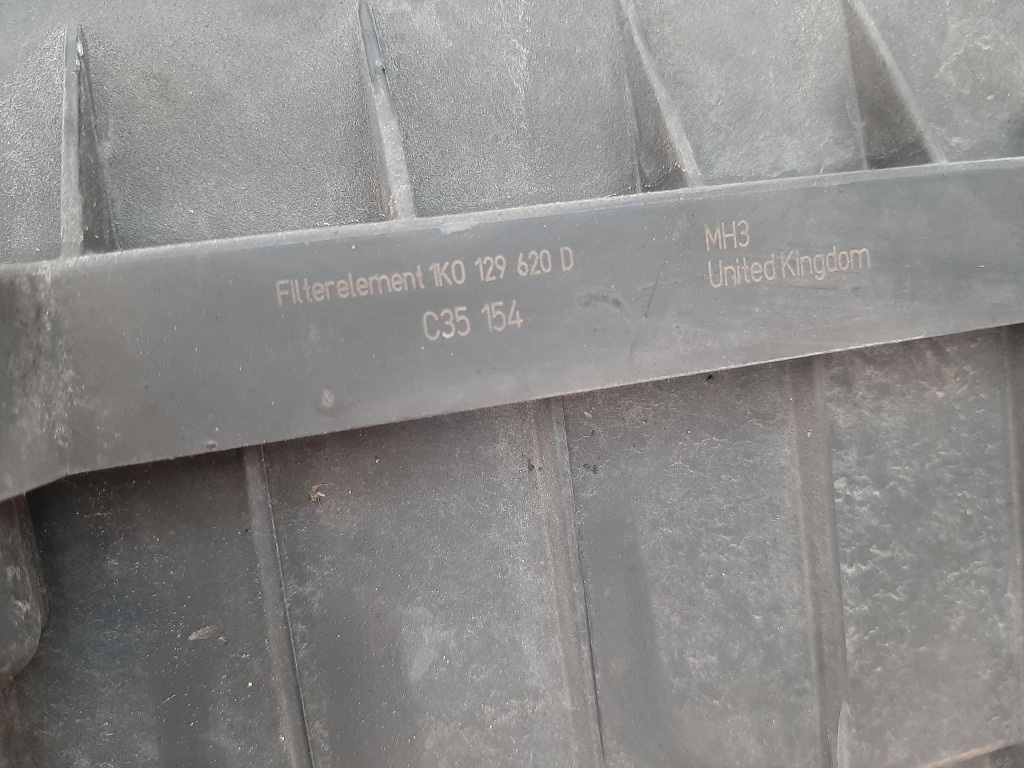 Filterelement 1K0 129 620 D
C35 154
MH3
United Kingdom